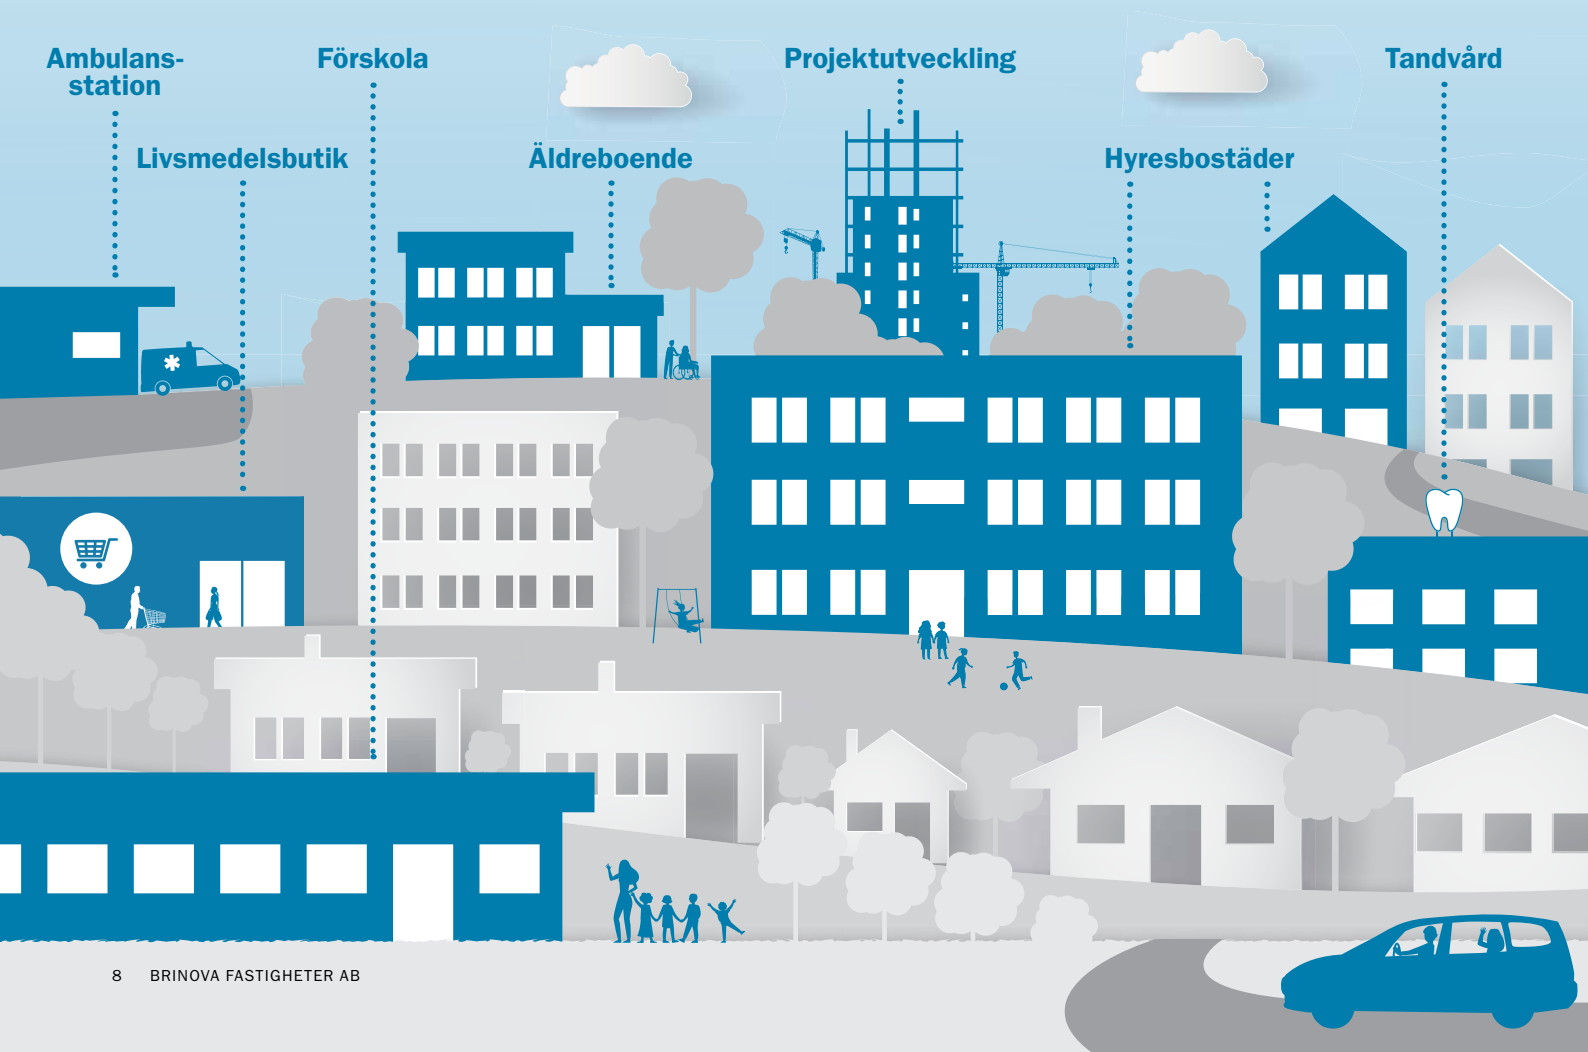 Ambulans-
station
Förskola
Projektutveckling
Tandvård
Livsmedelsbutik
Äldreboende
Hyresbostäder
8 BRINOVA FASTIGHETER AB